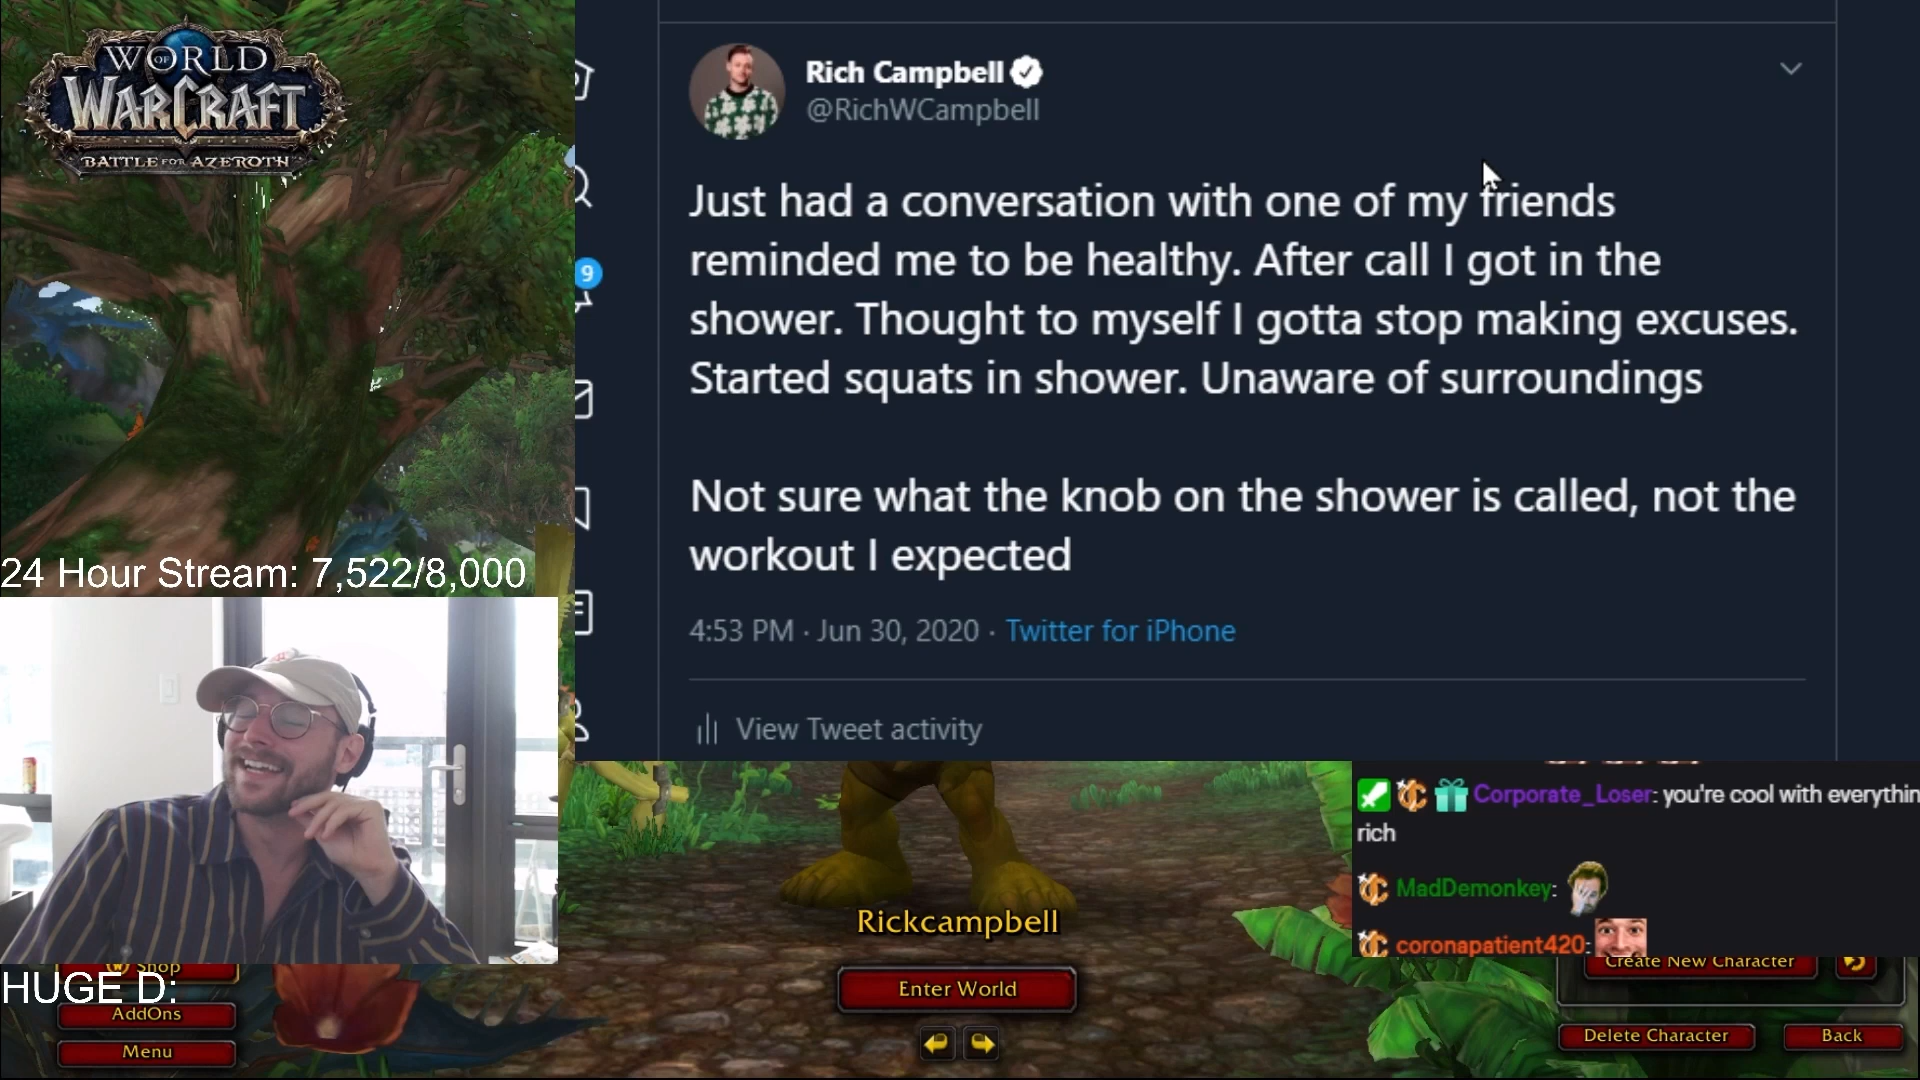 WORLD
OF
WARCRAFT
BATTLE FOR AZEROTH
Rich Campbell
@RichWCampbell
9
Just had a conversation with one of my friends
reminded me to be healthy. After call I got in the
shower. Thought to myself I gotta stop making excuses.
Started squats in shower. Unaware of surroundings
Not sure what the knob on the shower is called, not the
workout I expected
4:53 PM · Jun 30, 2020 · Twitter for iPhone
View Tweet activity
24 Hour Stream: 7,522/8,000
Corporate_Loser: you're cool with everythin
rich
MadDemonkey:
coronapatient420:
Rickcampbell
Enter World
Shop
HUGE D:
AddOns
Menu
Create New Character
Delete Character
Back